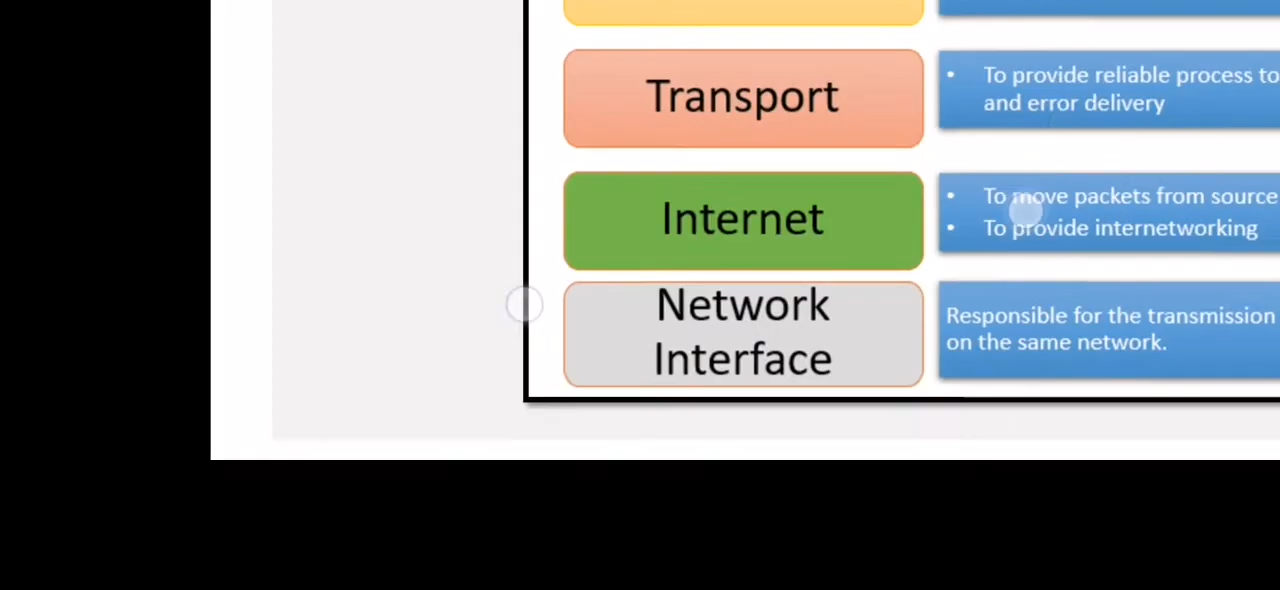 Transport
To provide reliable process to
and error delivery
Internet
To move packets from source
To provide internetworking
Network
Interface
Responsible for the transmission
on the same network.